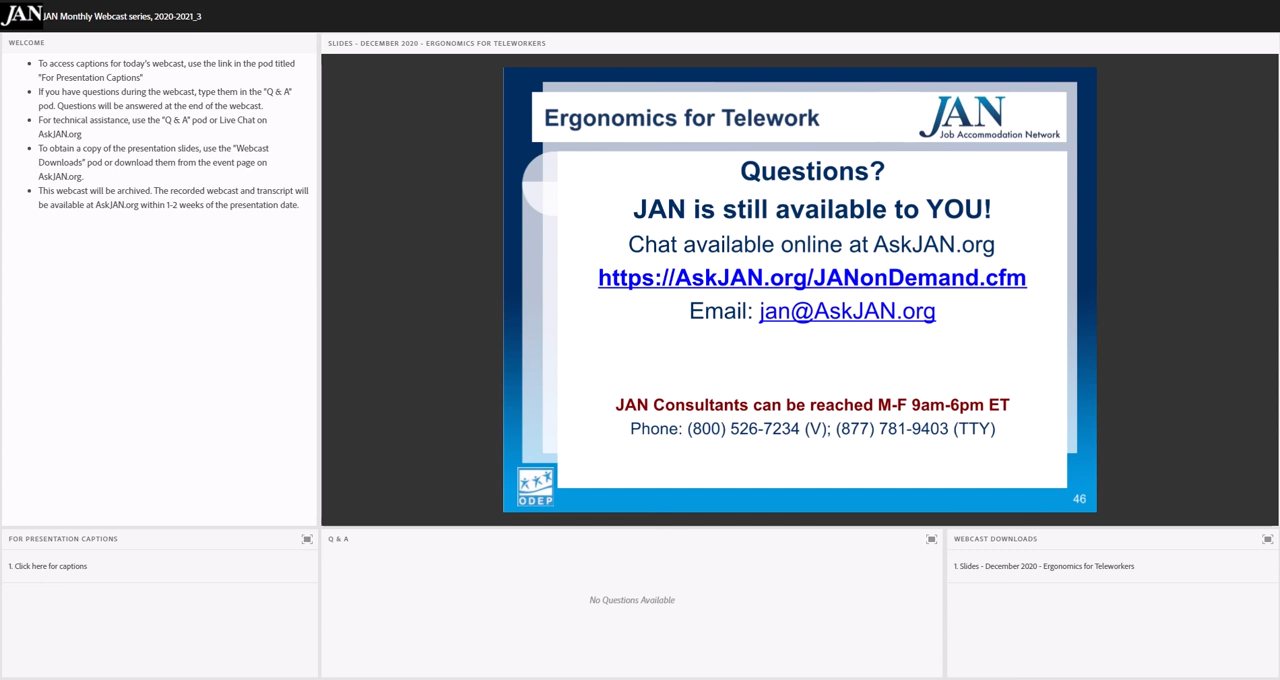 JAN JAN Monthly Webcast series, 2020-2021_3
WELCOME
To access captions for today's webcast, use the link in the pod titled
"For Presentation Captions"
If you have questions during the webcast, type them in the "Q & A"
pod. Questions will be answered at the end of the webcast.
For technical assistance, use the "Q & A" pod or Live Chat on
AskJAN.org
To obtain a copy of the presentation slides, use the "Webcast
Downloads" pod or download them from the event page on
AskJAN.org.
This webcast will be archived. The recorded webcast and transcript will
be available at AskJAN.org within 1-2 weeks of the presentation date.
SLIDES - DECEMBER 2020 - ERGONOMICS FOR TELEWORKERS
Ergonomics for Telework
JAN
Job Accommodation Network
Questions?
JAN is still available to YOU!
Chat available online at AskJAN.org
https://AskJAN.org/JANonDemand.cfm
Email: jan@AskJAN.org
JAN Consultants can be reached M-F 9am-6pm ET
Phone: (800) 526-7234 (V); (877) 781-9403 (TTY)
ODEP
46
FOR PRESENTATION CAPTIONS
1. Click here for captions
Q & A
No Questions Available
WEBCAST DOWNLOADS
1. Slides - December 2020 - Ergonomics for Teleworkers